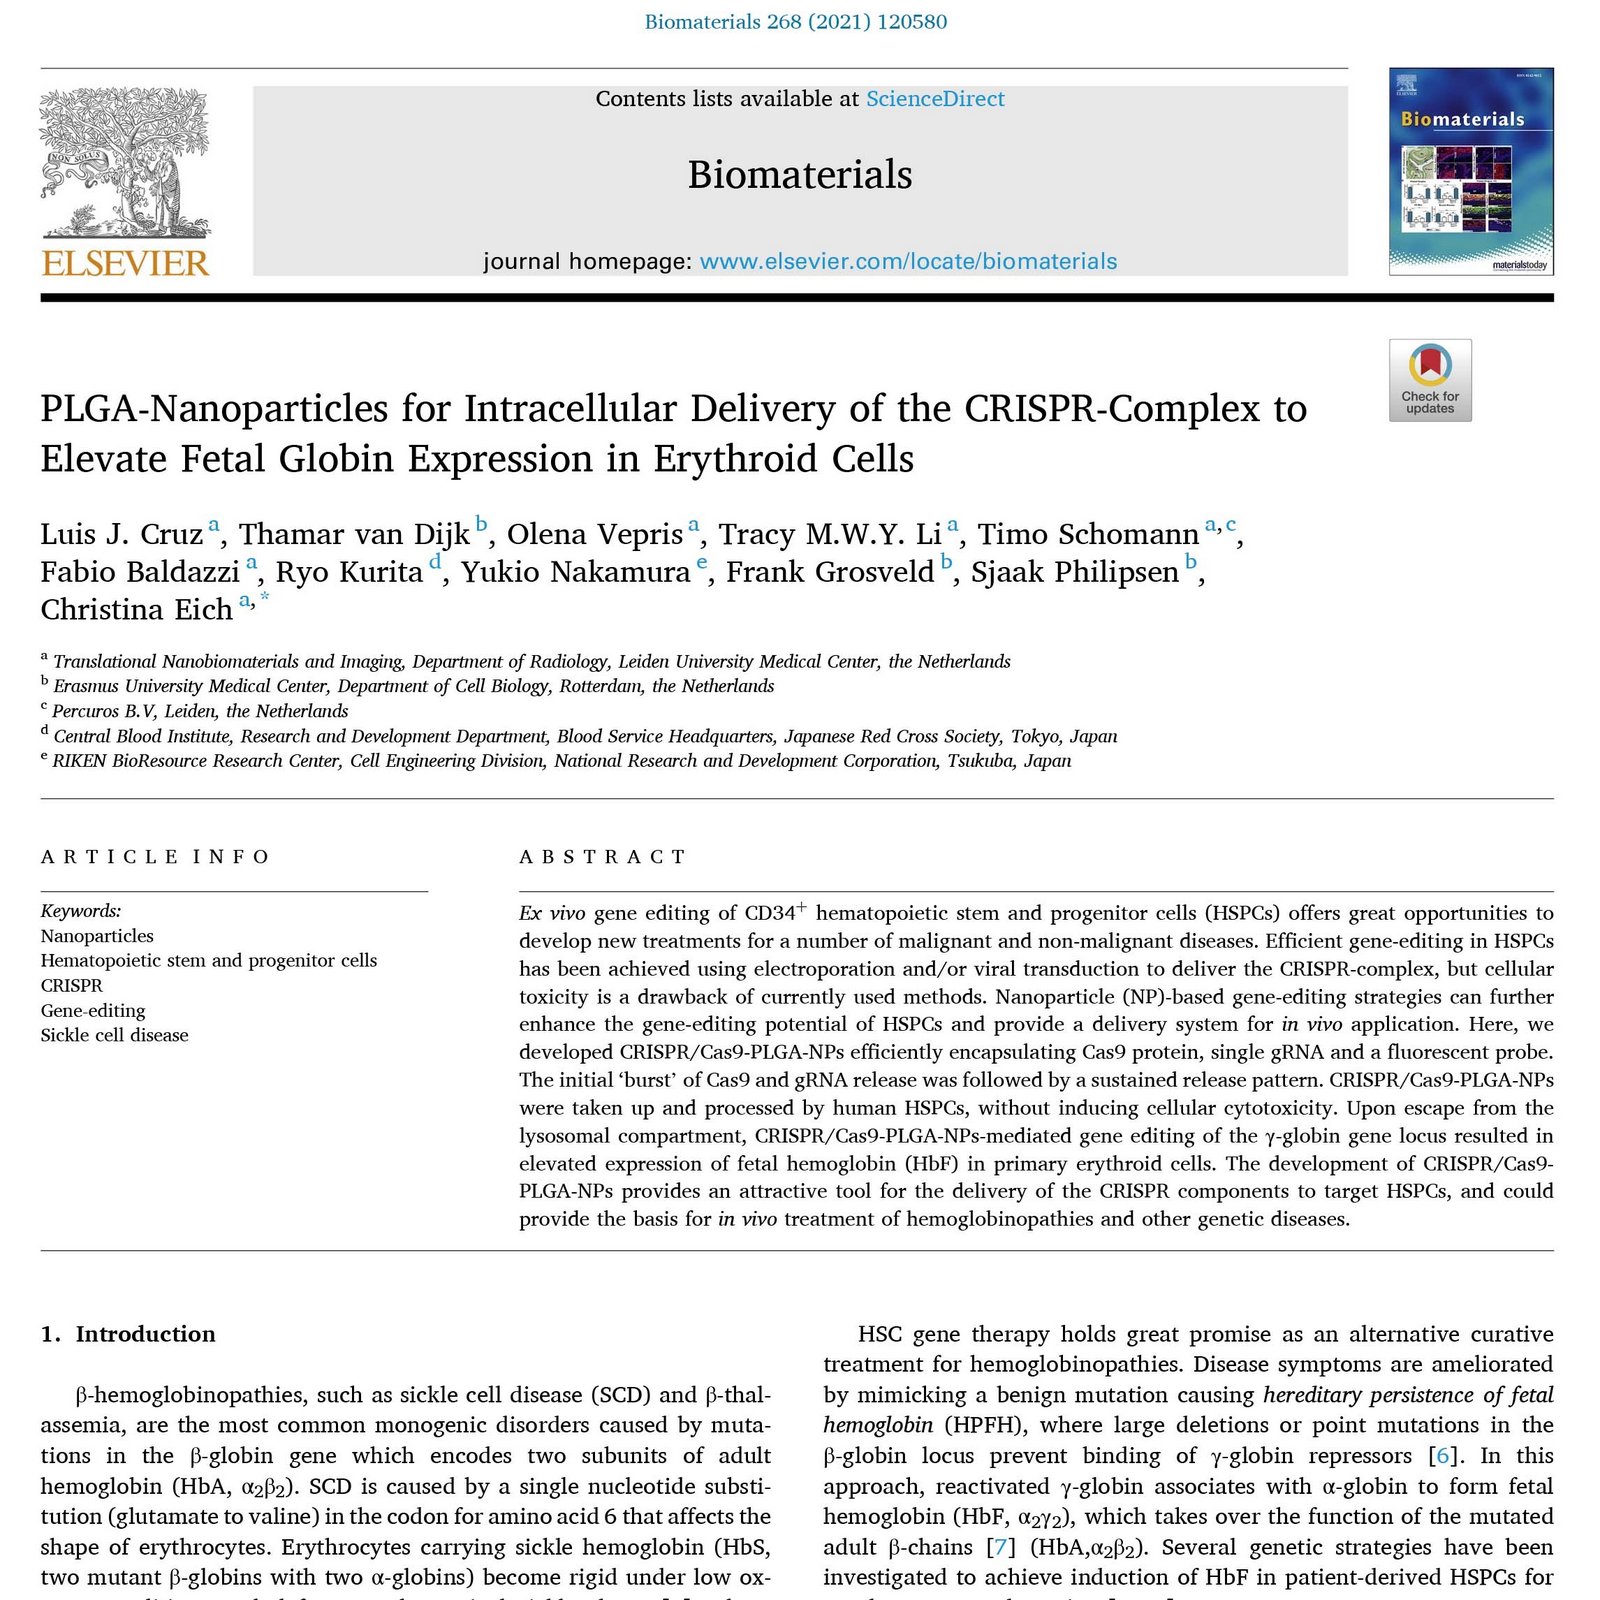 Biomaterials 268 (2021) 120580
Contents lists available at ScienceDirect
Biomaterials
journal homepage: www.elsevier.com/locate/biomaterials
NON SOLUS
ELSEVIER
Biomaterials
materialstoday
Check for
updates
PLGA-Nanoparticles for Intracellular Delivery of the CRISPR-Complex to
Elevate Fetal Globin Expression in Erythroid Cells
Luis J. Cruz a, Thamar van Dijk b, Olena Vepris a, Tracy M.W.Y. Li a, Timo Schomann a,c,
Fabio Baldazzi a, Ryo Kurita d, Yukio Nakamura e, Frank Grosveld b, Sjaak Philipsen b,
Christina Eich a,*
a Translational Nanobiomaterials and Imaging, Department of Radiology, Leiden University Medical Center, the Netherlands
b Erasmus University Medical Center, Department of Cell Biology, Rotterdam, the Netherlands
c Percuros B.V, Leiden, the Netherlands
d Central Blood Institute, Research and Development Department, Blood Service Headquarters, Japanese Red Cross Society, Tokyo, Japan
e RIKEN BioResource Research Center, Cell Engineering Division, National Research and Development Corporation, Tsukuba, Japan
ARTICLE INFO
Keywords:
Nanoparticles
Hematopoietic stem and progenitor cells
CRISPR
Gene-editing
Sickle cell disease
ABSTRACT
Ex vivo gene editing of CD34+ hematopoietic stem and progenitor cells (HSPCs) offers great opportunities to
develop new treatments for a number of malignant and non-malignant diseases. Efficient gene-editing in HSPCs
has been achieved using electroporation and/or viral transduction to deliver the CRISPR-complex, but cellular
toxicity is a drawback of currently used methods. Nanoparticle (NP)-based gene-editing strategies can further
enhance the gene-editing potential of HSPCs and provide a delivery system for in vivo application. Here, we
developed CRISPR/Cas9-PLGA-NPs efficiently encapsulating Cas9 protein, single gRNA and a fluorescent probe.
The initial ‘burst’ of Cas9 and gRNA release was followed by a sustained release pattern. CRISPR/Cas9-PLGA-NPs
were taken up and processed by human HSPCs, without inducing cellular cytotoxicity. Upon escape from the
lysosomal compartment, CRISPR/Cas9-PLGA-NPs-mediated gene editing of the γ-globin gene locus resulted in
elevated expression of fetal hemoglobin (HbF) in primary erythroid cells. The development of CRISPR/Cas9-
PLGA-NPs provides an attractive tool for the delivery of the CRISPR components to target HSPCs, and could
provide the basis for in vivo treatment of hemoglobinopathies and other genetic diseases.
1. Introduction
β-hemoglobinopathies, such as sickle cell disease (SCD) and β-thal-
assemia, are the most common monogenic disorders caused by muta-
tions in the β-globin gene which encodes two subunits of adult
hemoglobin (HbA, α2β2). SCD is caused by a single nucleotide substi-
tution (glutamate to valine) in the codon for amino acid 6 that affects the
shape of erythrocytes. Erythrocytes carrying sickle hemoglobin (HbS,
two mutant β-globins with two α-globins) become rigid under low ox-
HSC gene therapy holds great promise as an alternative curative
treatment for hemoglobinopathies. Disease symptoms are ameliorated
by mimicking a benign mutation causing hereditary persistence of fetal
hemoglobin (HPFH), where large deletions or point mutations in the
β-globin locus prevent binding of γ-globin repressors [6]. In this
approach, reactivated γ-globin associates with α-globin to form fetal
hemoglobin (HbF, α2γ2), which takes over the function of the mutated
adult β-chains [7] (HbA,α2β2). Several genetic strategies have been
investigated to achieve induction of HbF in patient-derived HSPCs for